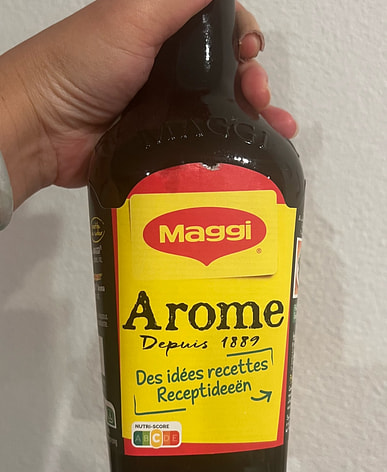 MAGGI
Maggi
Arome
Depuis 1889
Des idées recettes
Receptideeën
NUTRI-SCORE
A B C D E